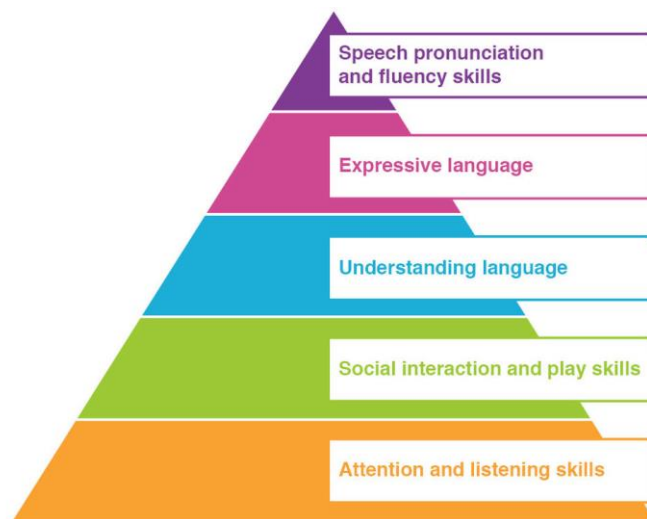 Speech pronunciation
and fluency skills
Expressive language
Understanding language
Social interaction and play skills
Attention and listening skills